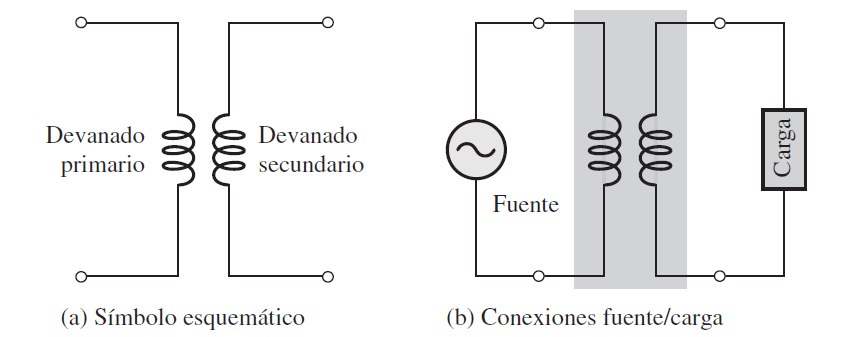 Devanado
primario
Devanado
secundario
(a) Símbolo esquemático
Fuente
Carga
(b) Conexiones fuente/carga